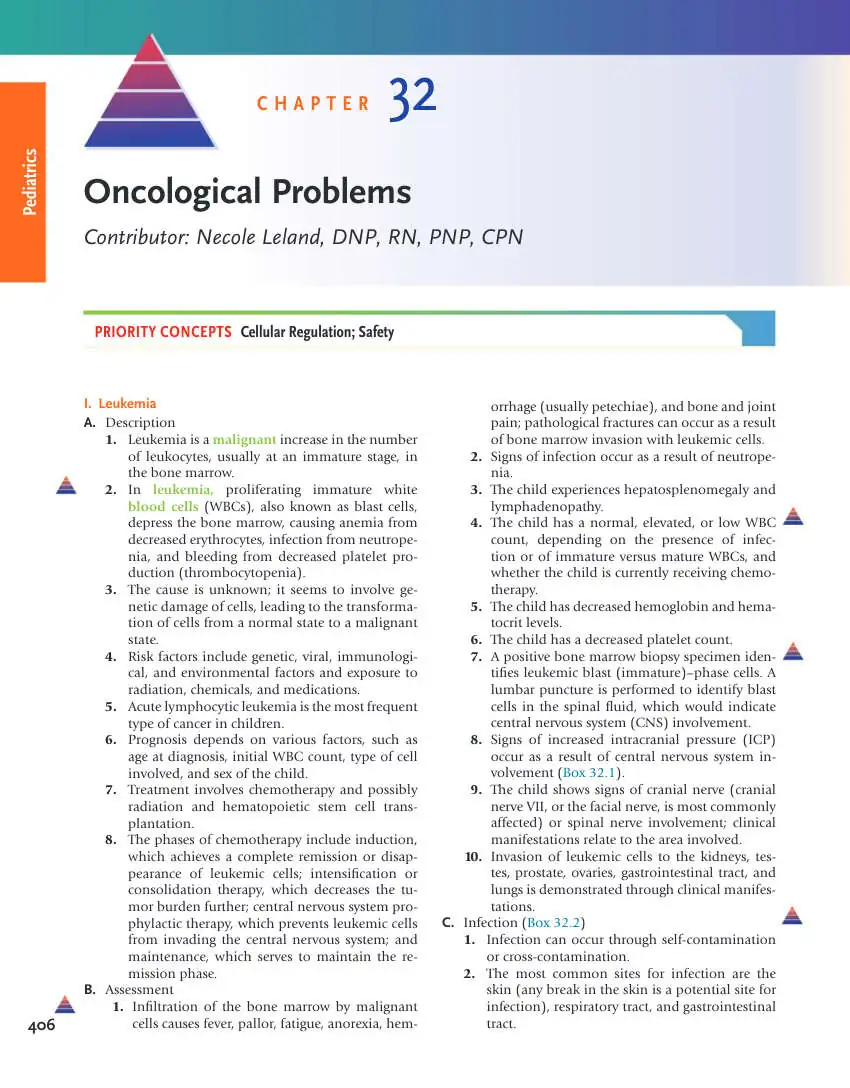 CHAPTER 32
Pediatrics
Oncological Problems
Contributor: Necole Leland, DNP, RN, PNP, CPN
PRIORITY CONCEPTS Cellular Regulation; Safety
I. Leukemia
A. Description
1. Leukemia is a malignant increase in the number
of leukocytes, usually at an immature stage, in
the bone marrow.
2. In leukemia, proliferating immature white
blood cells (WBCs), also known as blast cells,
depress the bone marrow, causing anemia from
decreased erythrocytes, infection from neutrope-
nia, and bleeding from decreased platelet pro-
duction (thrombocytopenia).
3. The cause is unknown; it seems to involve ge-
netic damage of cells, leading to the transforma-
tion of cells from a normal state to a malignant
state.
4. Risk factors include genetic, viral, immunologi-
cal, and environmental factors and exposure to
radiation, chemicals, and medications.
5. Acute lymphocytic leukemia is the most frequent
type of cancer in children.
6. Prognosis depends on various factors, such as
age at diagnosis, initial WBC count, type of cell
involved, and sex of the child.
7. Treatment involves chemotherapy and possibly
radiation and hematopoietic stem cell trans-
plantation.
8. The phases of chemotherapy include induction,
which achieves a complete remission or disap-
pearance of leukemic cells; intensification or
consolidation therapy, which decreases the tu-
mor burden further; central nervous system pro-
phylactic therapy, which prevents leukemic cells
from invading the central nervous system; and
maintenance, which serves to maintain the re-
mission phase.
B. Assessment
1. Infiltration of the bone marrow by malignant
cells causes fever, pallor, fatigue, anorexia, hem-
orrhage (usually petechiae), and bone and joint
pain; pathological fractures can occur as a result
of bone marrow invasion with leukemic cells.
2. Signs of infection occur as a result of neutrope-
nia.
3. The child experiences hepatosplenomegaly and
lymphadenopathy.
4. The child has a normal, elevated, or low WBC
count, depending on the presence of infec-
tion or of immature versus mature WBCs, and
whether the child is currently receiving chemo-
therapy.
5. The child has decreased hemoglobin and hema-
tocrit levels.
6. The child has a decreased platelet count.
7. A positive bone marrow biopsy specimen iden-
tifies leukemic blast (immature)–phase cells. A
lumbar puncture is performed to identify blast
cells in the spinal fluid, which would indicate
central nervous system (CNS) involvement.
8. Signs of increased intracranial pressure (ICP)
occur as a result of central nervous system in-
volvement (Box 32.1).
9. The child shows signs of cranial nerve (cranial
nerve VII, or the facial nerve, is most commonly
affected) or spinal nerve involvement; clinical
manifestations relate to the area involved.
10. Invasion of leukemic cells to the kidneys, tes-
tes, prostate, ovaries, gastrointestinal tract, and
lungs is demonstrated through clinical manifes-
tations.
C. Infection (Box 32.2)
1. Infection can occur through self-contamination
or cross-contamination.
2. The most common sites for infection are the
skin (any break in the skin is a potential site for
infection), respiratory tract, and gastrointestinal
tract.
406